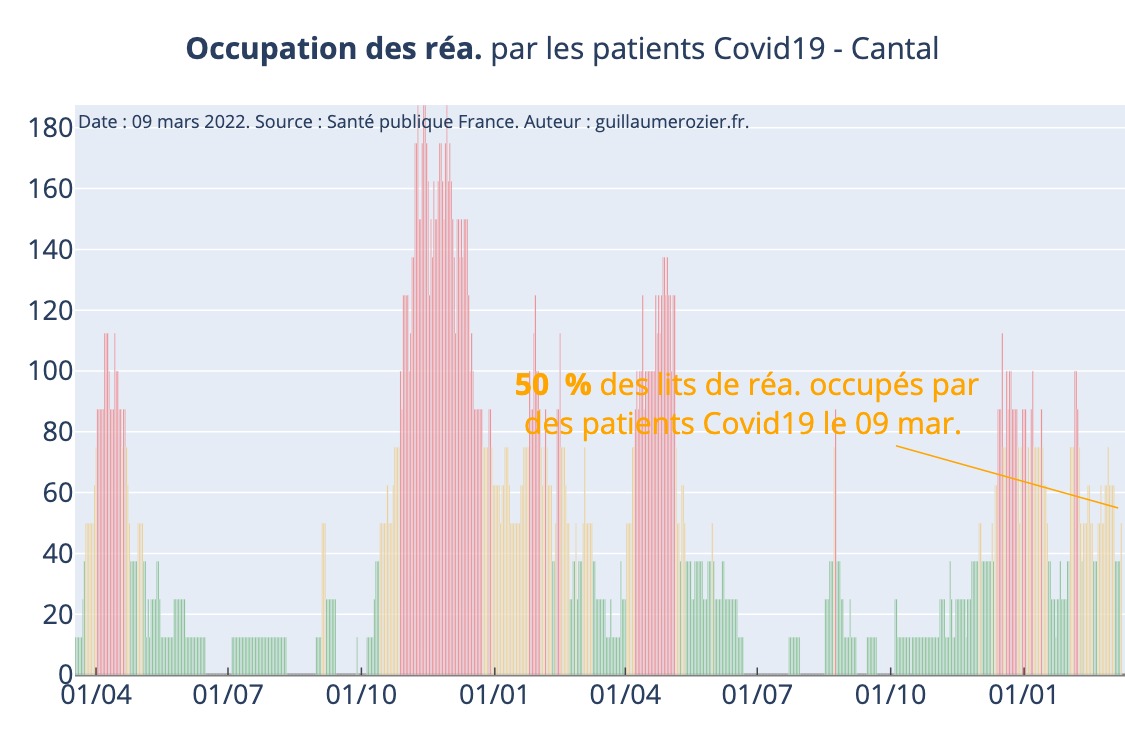 Occupation des réa. par les patients Covid19 - Cantal
180
Date : 09 mars 2022. Source : Santé publique France. Auteur : guillaumerozier.fr.
160
140
120
100
50 % des lits de réa. occupés par
des patients Covid19 le 09 mar.
80
60
40
20
0
01/04 01/07 01/10 01/01 01/04 01/07 01/10 01/01